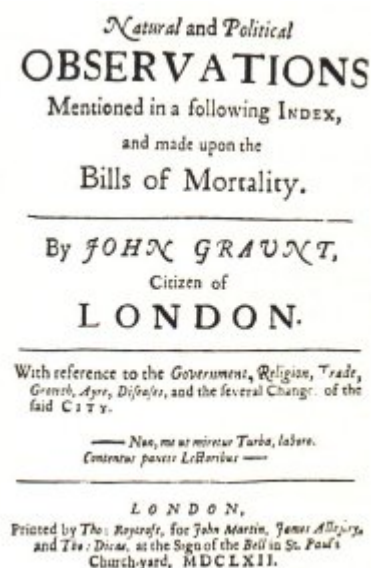 Natural and Political
OBSERVATIONS
Mentioned in a following INDEX,
and made upon the
Bills of Mortality.
By JOHN GRAUNT,
Citizen of
LONDON.
With reference to the Government, Religion, Trade,
Growth, Ayre, Diſeaſes, and the ſeveral Change. of the
ſaid CITY.
—— Non, me ut miretur Turba, laboro.
Contentus paucis Lectoribus ——
LONDON,
Printed by Tho: Roycroft, for John Martin, James Alleſtry,
and Tho: Dicas, at the Sign of the Bell in St. Paul's
Church-yard, MDCLXII.